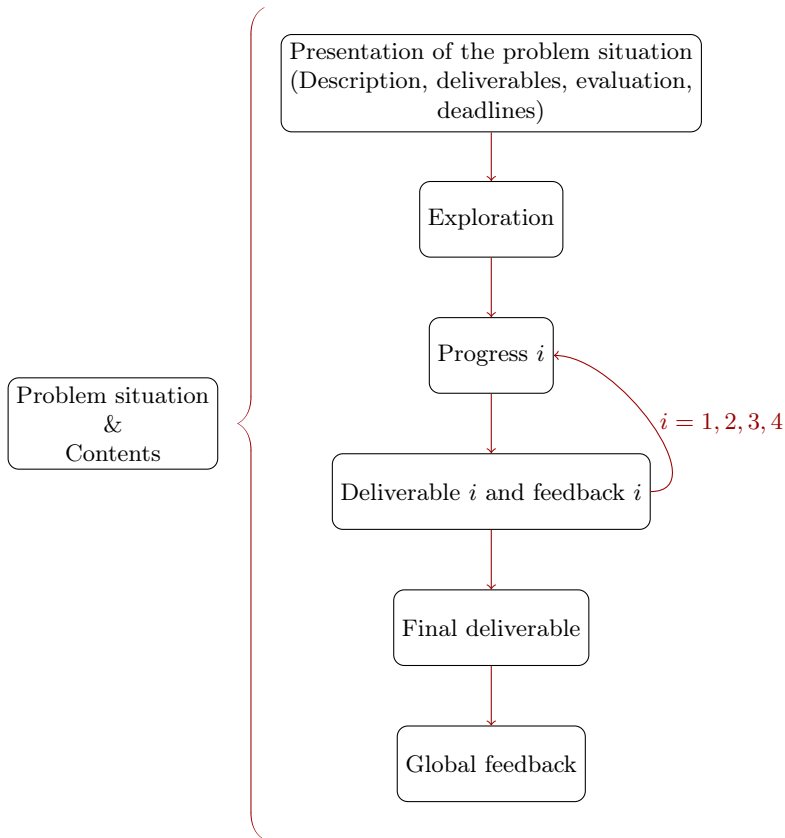 Presentation of the problem situation
(Description, deliverables, evaluation,
deadlines)
Exploration
Progress i
Problem situation
&
Contents
i = 1, 2, 3, 4
Deliverable i and feedback i
Final deliverable
Global feedback